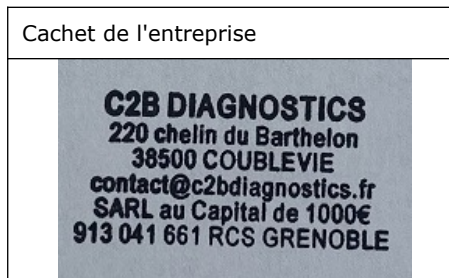 Cachet de l'entreprise
C2B DIAGNOSTICS
220 chelin du Barthelon
38500 COUBLEVIE
contact@c2bdiagnostics.fr
SARL au Capital de 1000€
913 041 661 RCS GRENOBLE